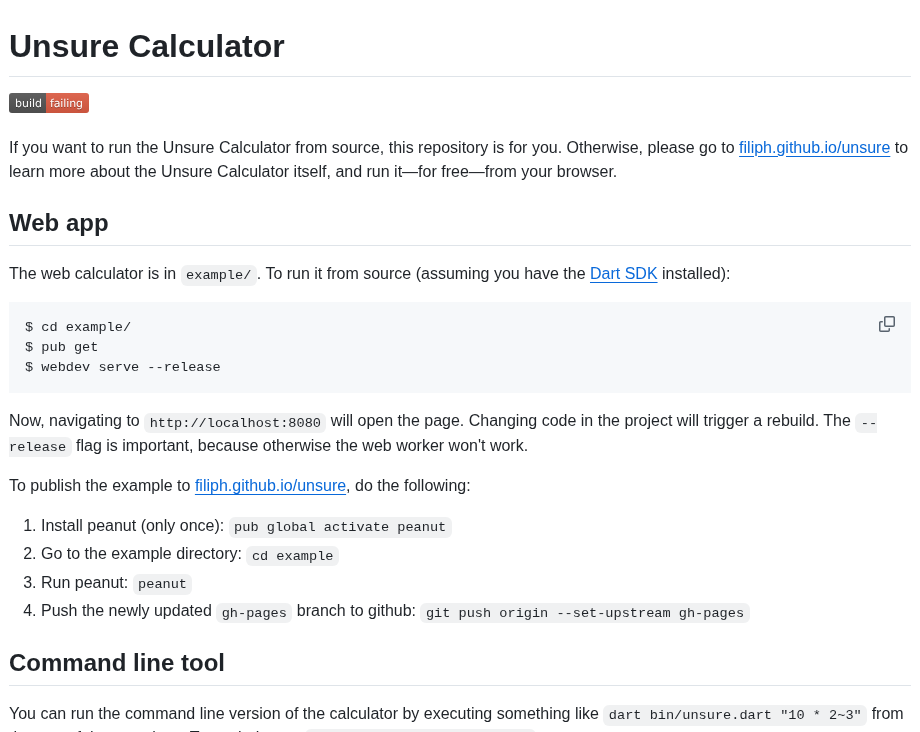 Unsure Calculator
build failing
If you want to run the Unsure Calculator from source, this repository is for you. Otherwise, please go to filiph.github.io/unsure to
learn more about the Unsure Calculator itself, and run it—for free—from your browser.
Web app
The web calculator is in example/. To run it from source (assuming you have the Dart SDK installed):
$ cd example/
$ pub get
$ webdev serve --release
Now, navigating to http://localhost:8080 will open the page. Changing code in the project will trigger a rebuild. The --
release flag is important, because otherwise the web worker won't work.
To publish the example to filiph.github.io/unsure, do the following:
1. Install peanut (only once): pub global activate peanut
2. Go to the example directory: cd example
3. Run peanut: peanut
4. Push the newly updated gh-pages branch to github: git push origin --set-upstream gh-pages
Command line tool
You can run the command line version of the calculator by executing something like dart bin/unsure.dart "10 * 2~3" from